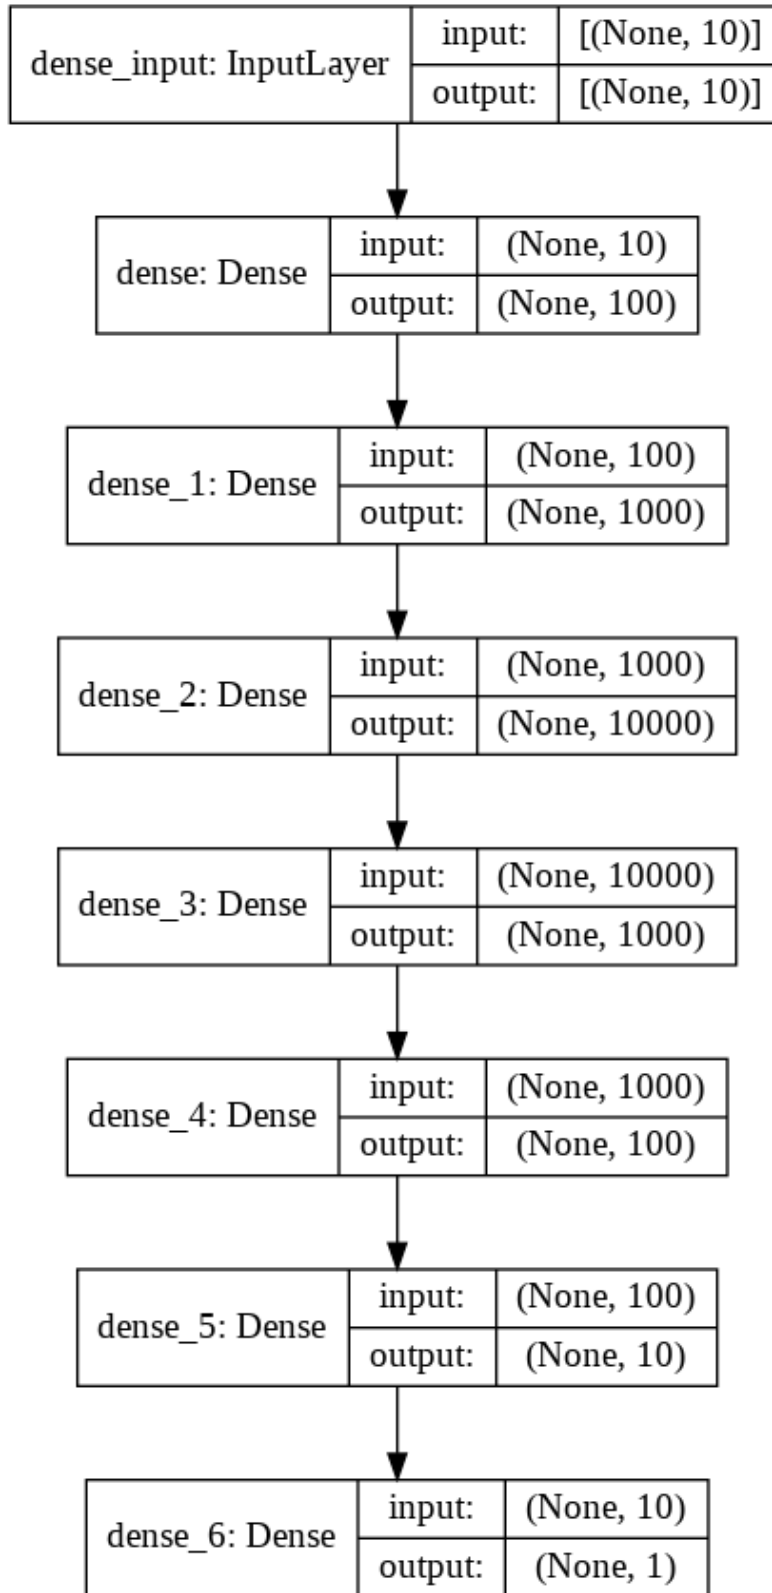 dense_input: InputLayer
input: [(None, 10)]
output: [(None, 10)]
dense: Dense
input: (None, 10)
output: (None, 100)
dense_1: Dense
input: (None, 100)
output: (None, 1000)
dense_2: Dense
input: (None, 1000)
output: (None, 10000)
dense_3: Dense
input: (None, 10000)
output: (None, 1000)
dense_4: Dense
input: (None, 1000)
output: (None, 100)
dense_5: Dense
input: (None, 100)
output: (None, 10)
dense_6: Dense
input: (None, 10)
output: (None, 1)